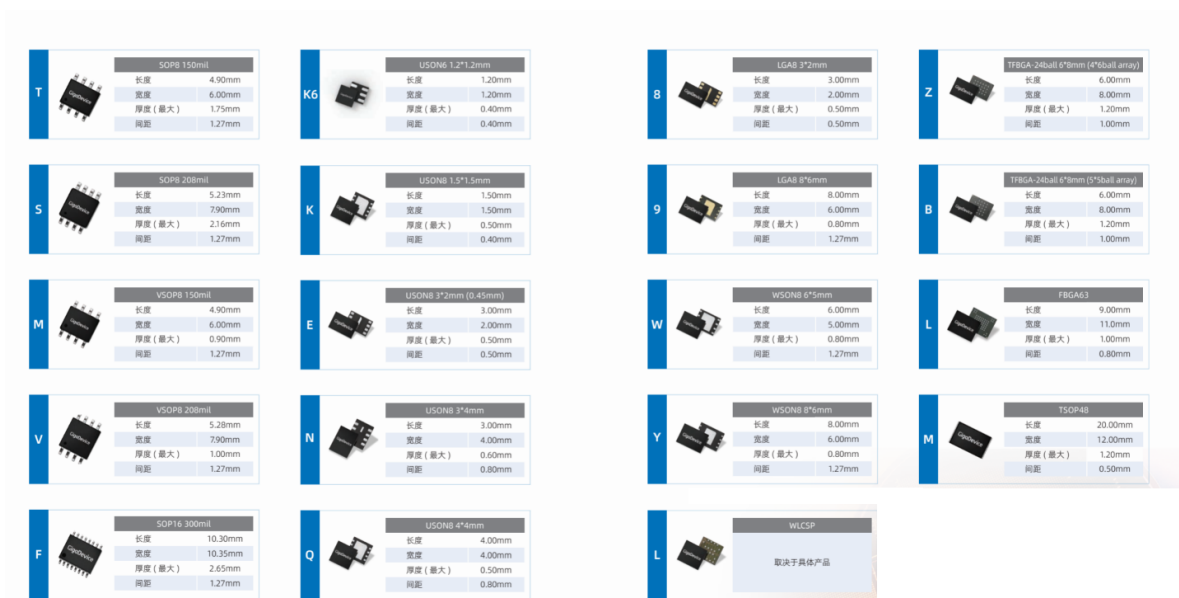 T
SOP8 150mil
长度 4.90mm
宽度 6.00mm
厚度 ( 最大 ) 1.75mm
间距 1.27mm
GigaDevice
S
SOP8 208mil
长度 5.23mm
宽度 7.90mm
厚度 ( 最大 ) 2.16mm
间距 1.27mm
GigaDevice
M
VSOP8 150mil
长度 4.90mm
宽度 6.00mm
厚度 ( 最大 ) 0.90mm
间距 1.27mm
GigaDevice
V
VSOP8 208mil
长度 5.28mm
宽度 7.90mm
厚度 ( 最大 ) 1.00mm
间距 1.27mm
GigaDevice
F
SOP16 300mil
长度 10.30mm
宽度 10.35mm
厚度 ( 最大 ) 2.65mm
间距 1.27mm
GigaDevice
K6
USON6 1.2*1.2mm
长度 1.20mm
宽度 1.20mm
厚度 ( 最大 ) 0.40mm
间距 0.40mm
K
USON8 1.5*1.5mm
长度 1.50mm
宽度 1.50mm
厚度 ( 最大 ) 0.50mm
间距 0.40mm
GigaDevice
E
USON8 3*2mm (0.45mm)
长度 3.00mm
宽度 2.00mm
厚度 ( 最大 ) 0.50mm
间距 0.50mm
GigaDevice
N
USON8 3*4mm
长度 3.00mm
宽度 4.00mm
厚度 ( 最大 ) 0.60mm
间距 0.80mm
GigaDevice
Q
USON8 4*4mm
长度 4.00mm
宽度 4.00mm
厚度 ( 最大 ) 0.50mm
间距 0.80mm
GigaDevice
8
LGA8 3*2mm
长度 3.00mm
宽度 2.00mm
厚度 ( 最大 ) 0.50mm
间距 0.50mm
GigaDevice
9
LGA8 8*6mm
长度 8.00mm
宽度 6.00mm
厚度 ( 最大 ) 0.80mm
间距 1.27mm
GigaDevice
W
WSON8 6*5mm
长度 6.00mm
宽度 5.00mm
厚度 ( 最大 ) 0.80mm
间距 1.27mm
GigaDevice
Y
WSON8 8*6mm
长度 8.00mm
宽度 6.00mm
厚度 ( 最大 ) 0.80mm
间距 1.27mm
GigaDevice
L
WLCSP
取决于具体产品
GigaDevice
Z
TFBGA-24ball 6*8mm (4*6ball array)
长度 6.00mm
宽度 8.00mm
厚度 ( 最大 ) 1.20mm
间距 1.00mm
GigaDevice
B
TFBGA-24ball 6*8mm (5*5ball array)
长度 6.00mm
宽度 8.00mm
厚度 ( 最大 ) 1.20mm
间距 1.00mm
GigaDevice
L
FBGA63
长度 9.00mm
宽度 11.0mm
厚度 ( 最大 ) 1.00mm
间距 0.80mm
GigaDevice
M
TSOP48
长度 20.00mm
宽度 12.00mm
厚度 ( 最大 ) 1.20mm
间距 0.50mm
GigaDevice